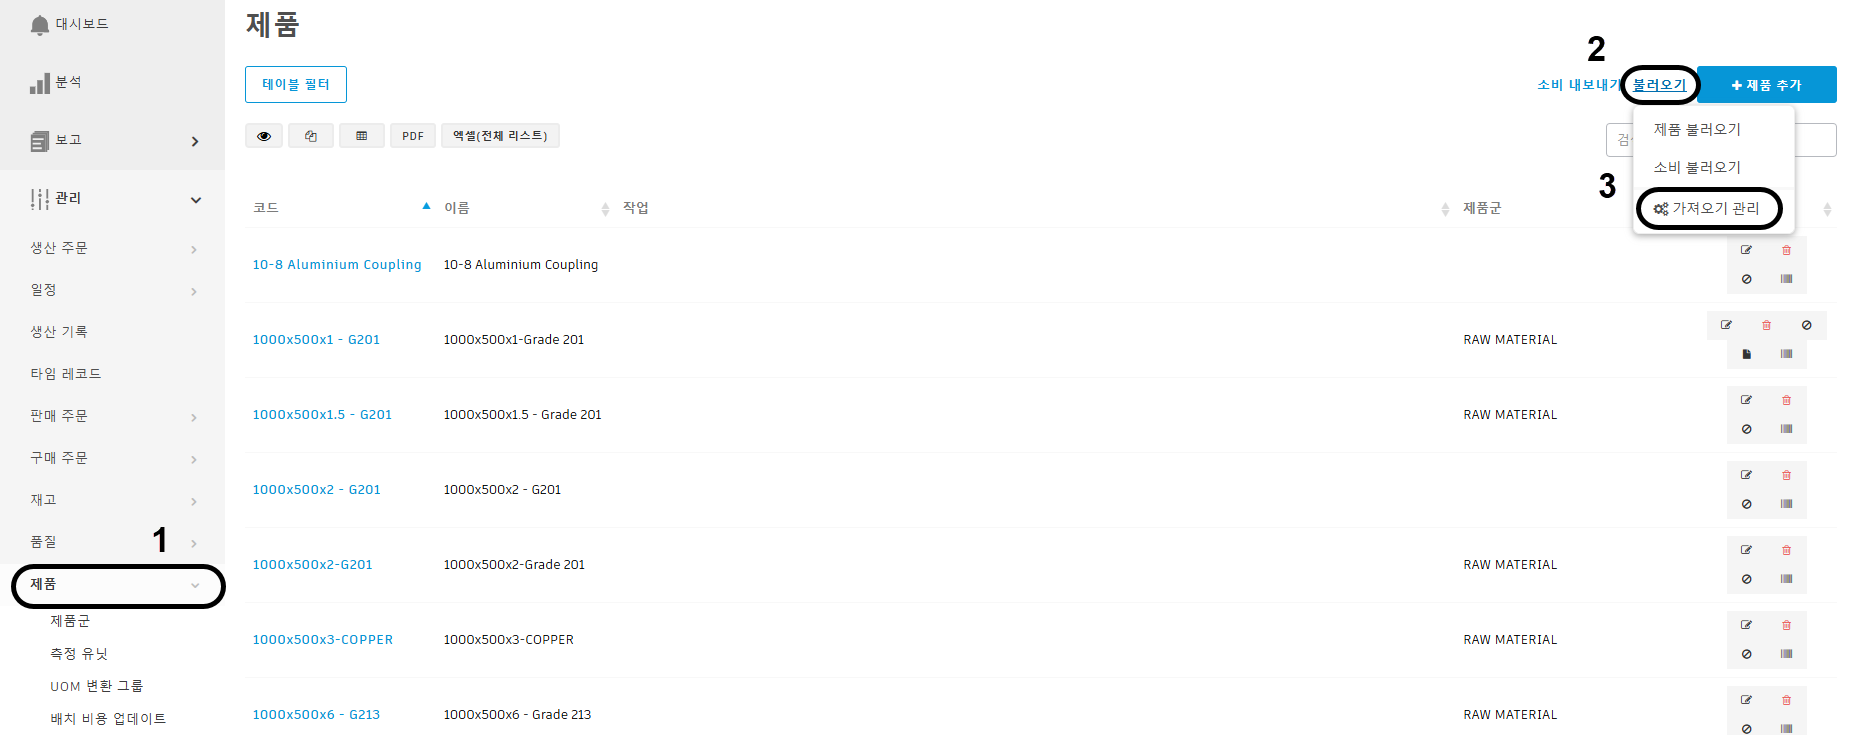 대시보드
분석
보고
관리
생산 주문
일정
생산 기록
타임 레코드
판매 주문
구매 주문
재고
품질
1
제품
제품군
측정 유닛
UOM 변환 그룹
배치 비용 업데이트
제품
2
테이블 필터
소비 내보내기 불러오기 제품 추가
PDF 엑셀(전체 리스트)
제품 불러오기
소비 불러오기
3
가져오기 관리
코드 이름 작업 제품군
10-8 Aluminium Coupling 10-8 Aluminium Coupling
1000x500x1 - G201 1000x500x1-Grade 201 RAW MATERIAL
1000x500x1.5 - G201 1000x500x1.5 - Grade 201 RAW MATERIAL
1000x500x2 - G201 1000x500x2 - G201
1000x500x2-G201 1000x500x2-Grade 201 RAW MATERIAL
1000x500x3-COPPER 1000x500x3-COPPER RAW MATERIAL
1000x500x6 - G213 1000x500x6 - Grade 213 RAW MATERIAL